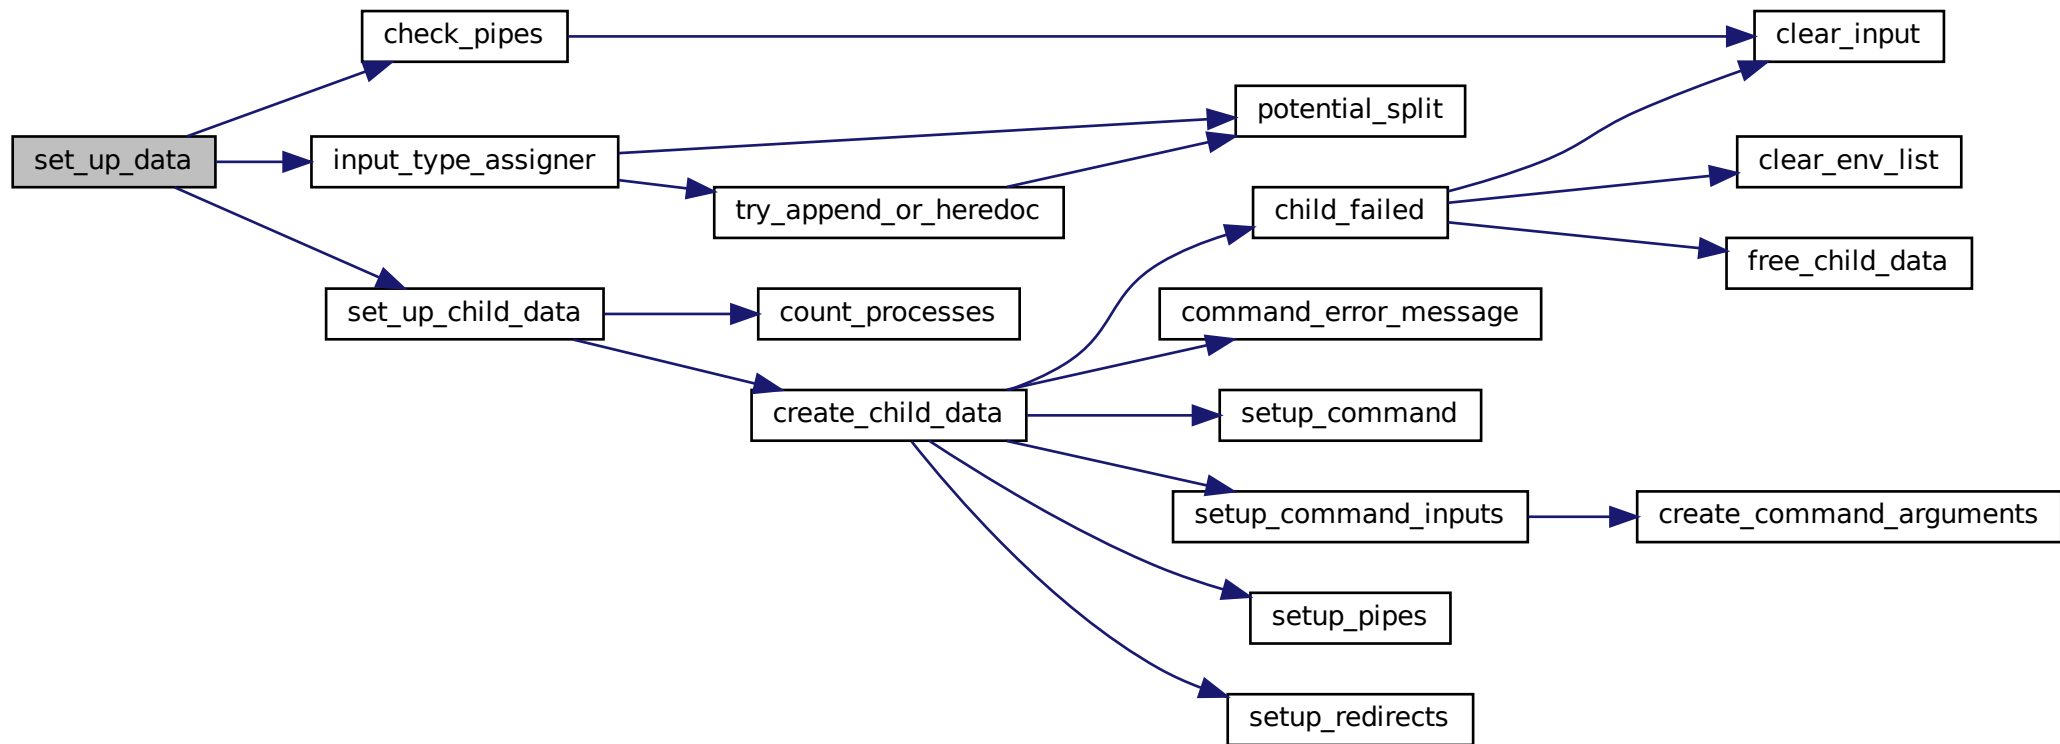 check_pipes
clear_input
potential_split
set_up_data
input_type_assigner
clear_env_list
try_append_or_heredoc
child_failed
free_child_data
set_up_child_data
count_processes
command_error_message
create_child_data
setup_command
setup_command_inputs
create_command_arguments
setup_pipes
setup_redirects